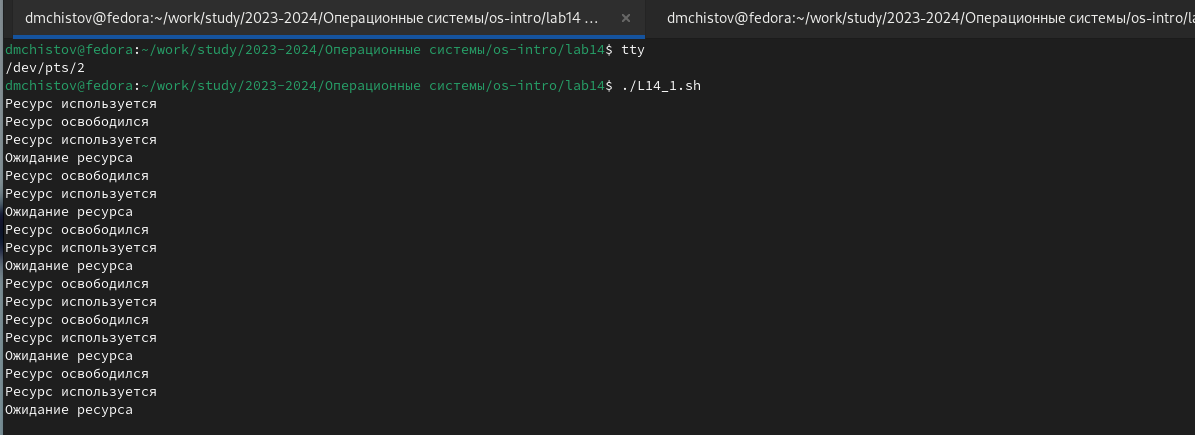 dmchistov@fedora:~/work/study/2023-2024/Операционные системы/os-intro/lab14 ... × dmchistov@fedora:~/work/study/2023-2024/Операционные системы/os-intro/la
dmchistov@fedora:~/work/study/2023-2024/Операционные системы/os-intro/lab14$ tty
/dev/pts/2
dmchistov@fedora:~/work/study/2023-2024/Операционные системы/os-intro/lab14$ ./L14_1.sh
Ресурс используется
Ресурс освободился
Ресурс используется
Ожидание ресурса
Ресурс освободился
Ресурс используется
Ожидание ресурса
Ресурс освободился
Ресурс используется
Ожидание ресурса
Ресурс освободился
Ресурс используется
Ресурс освободился
Ресурс используется
Ожидание ресурса
Ресурс освободился
Ресурс используется
Ожидание ресурса